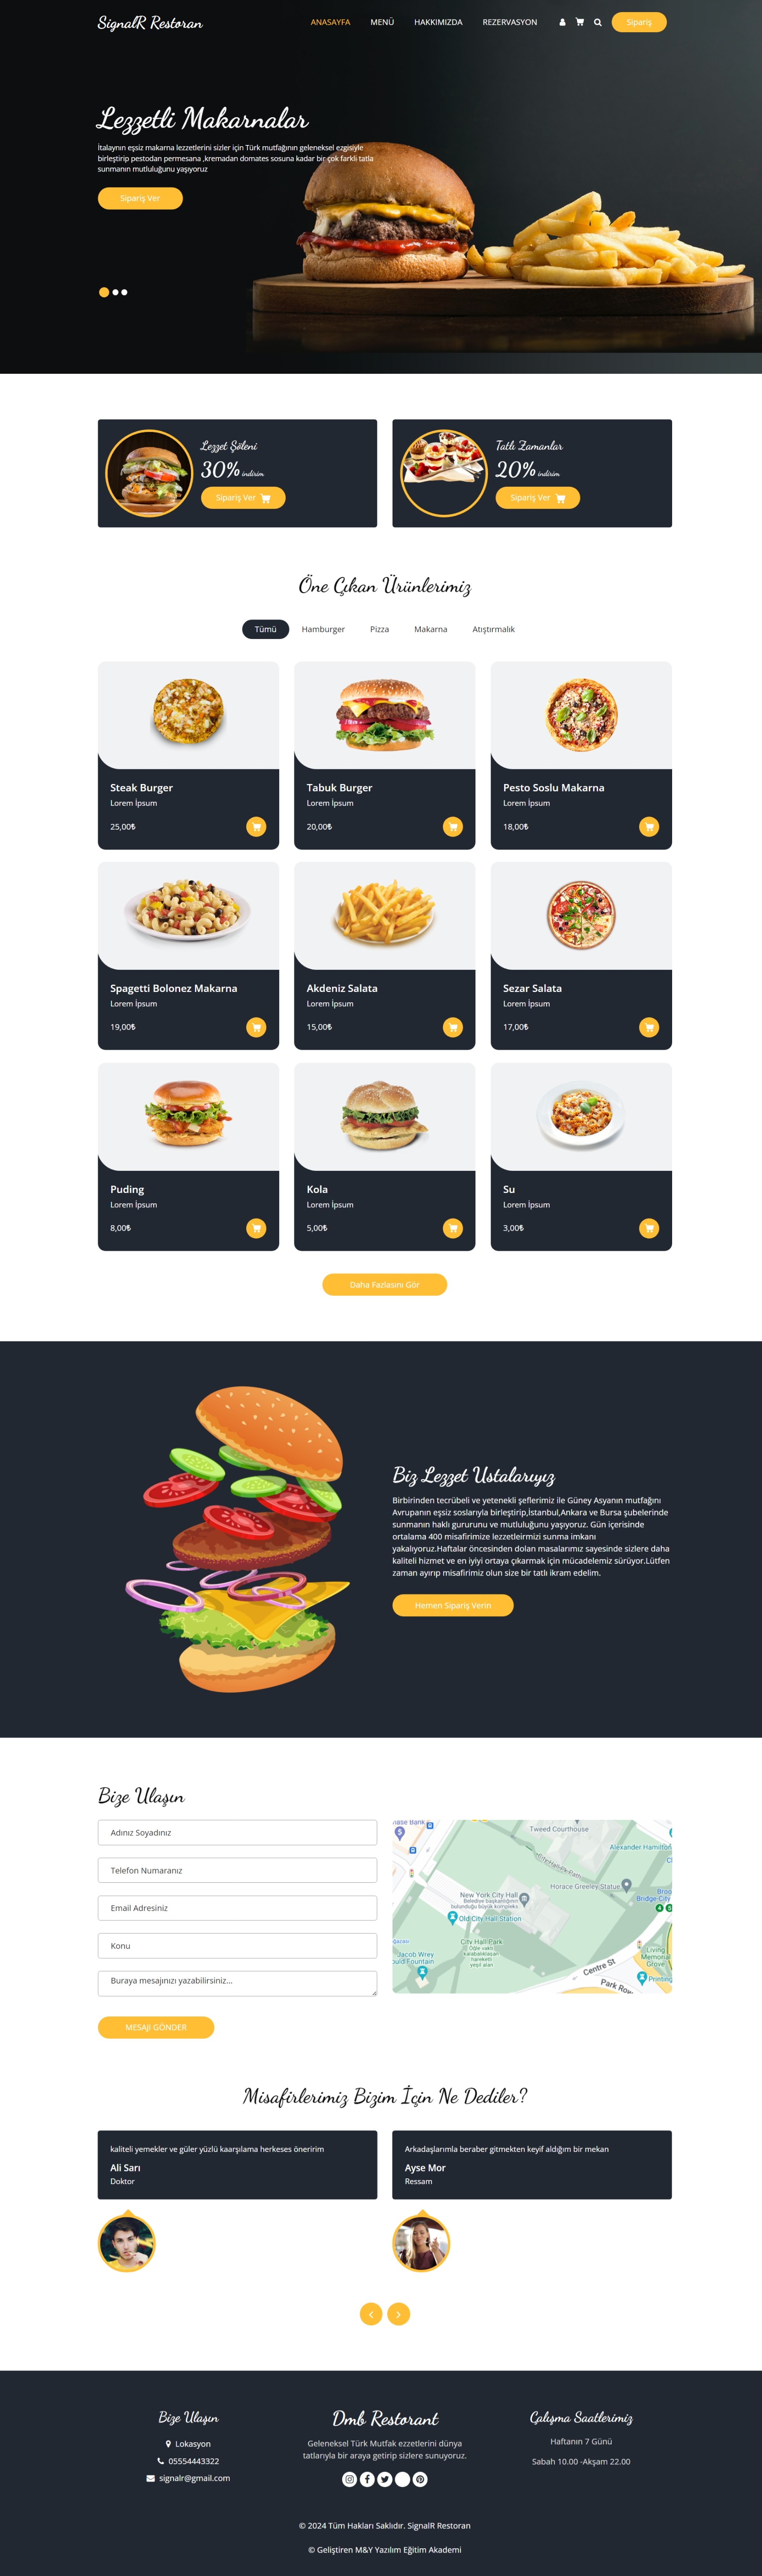 SignalR Restoran
ANASAYFA
MENÜ
HAKKIMIZDA
REZERVASYON
Sipariş
Lezzetli Makarnalar
İtalaynın eşsiz makarna lezzetlerini sizler için Türk mutfağının geleneksel ezgisiyle
birleştirip pestodan permesana ,kremadan domates sosuna kadar bir çok farklı tatla
sunmanın mutluluğunu yaşıyoruz
Sipariş Ver
Lezzet Şöleni
30% indirim
Sipariş Ver
Tatlı Zamanlar
20% indirim
Sipariş Ver
Öne Çıkan Ürünlerimiz
Tümü
Hamburger
Pizza
Makarna
Atıştırmalık
Steak Burger
Lorem İpsum
25,00₺
Tabuk Burger
Lorem İpsum
20,00₺
Pesto Soslu Makarna
Lorem İpsum
18,00₺
Spagetti Bolonez Makarna
Lorem İpsum
19,00₺
Akdeniz Salata
Lorem İpsum
15,00₺
Sezar Salata
Lorem İpsum
17,00₺
Puding
Lorem İpsum
8,00₺
Kola
Lorem İpsum
5,00₺
Su
Lorem İpsum
3,00₺
Daha Fazlasını Gör
Biz Lezzet Ustalarıyız
Birbirinden tecrübeli ve yetenekli şeflerimiz ile Güney Asyanın mutfağını
Avrupanın eşsiz soslarıyla birleştirip,İstanbul,Ankara ve Bursa şubelerinde
sunmanın haklı gururunu ve mutluluğunu yaşıyoruz. Gün içerisinde
ortalama 400 misafirimize lezzetleirmizi sunma imkanı
yakalıyoruz.Haftalar öncesinden dolan masalarımız sayesinde sizlere daha
kaliteli hizmet ve en iyiyi ortaya çıkarmak için mücadelemiz sürüyor.Lütfen
zaman ayırıp misafirimiz olun size bir tatlı ikram edelim.
Hemen Sipariş Verin
Bize Ulaşın
Adınız Soyadınız
Telefon Numaranız
Email Adresiniz
Konu
Buraya mesajınızı yazabilirsiniz...
MESAJI GÖNDER
hase Bank
Tweed Courthouse
Alexander Hamilton
Horace Greeley Statue
New York City Hall
Belediye başkanlığının
bulunduğu büyük kompleks
Old City Hall Station
Broo
Bridge-City
4
City Hall Park
Öğle vakti
kalabalıklaşan
hareketli
yeşil alan
Jacob Wrey
ould Fountain
Centre St
Park Row
Living
Memorial
Grove
Printing
Misafirlerimiz Bizim İçin Ne Dediler?
kaliteli yemekler ve güler yüzlü kaarşılama herkeses öneririm
Ali Sarı
Doktor
Arkadaşlarımla beraber gitmekten keyif aldığım bir mekan
Ayse Mor
Ressam
Bize Ulaşın
Lokasyon
05554443322
signalr@gmail.com
Dmb Restorant
Geleneksel Türk Mutfak ezzetlerini dünya
tatlarıyla bir araya getirip sizlere sunuyoruz.
Çalışma Saatlerimiz
Haftanın 7 Günü
Sabah 10.00 -Akşam 22.00
© 2024 Tüm Hakları Saklıdır. SignalR Restoran
© Geliştiren M&Y Yazılım Eğitim Akademi